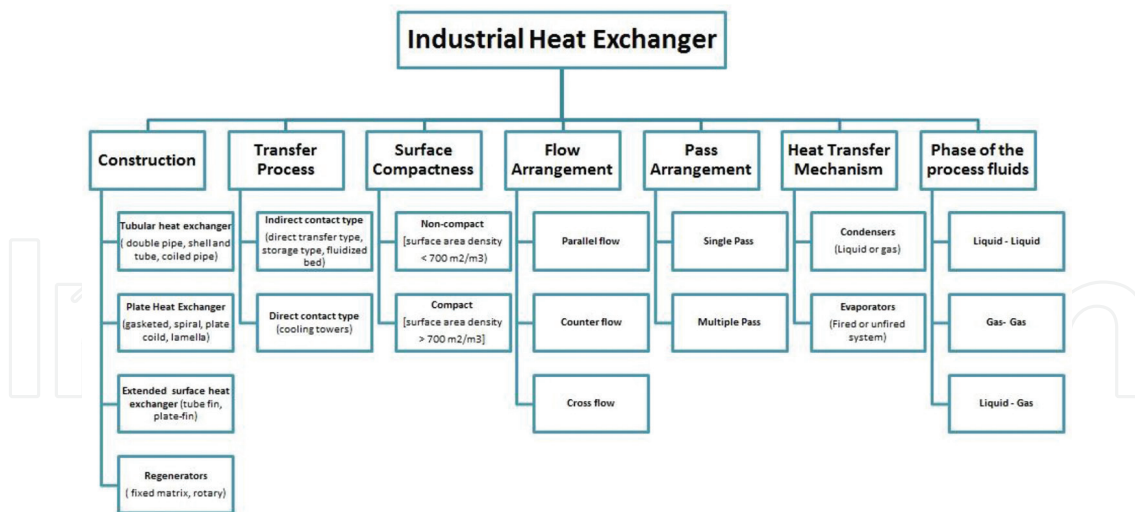 Industrial Heat Exchanger
Construction
Tubular heat exchanger
( double pipe, shell and
tube, coiled pipe)
Plate Heat Exchanger
(gasketed, spiral, plate
coild, lamella)
Extended surface heat
exchanger (tube fin,
plate-fin)
Regenerators
( fixed matrix, rotary)
Transfer
Process
Indirect contact type
(direct transfer type,
storage type, fluidized
bed)
Direct contact type
(cooling towers)
Surface
Compactness
Non-compact
[surface area density
< 700 m2/m3)
Compact
[surface area density
> 700 m2/m3]
Flow
Arrangement
Parallel flow
Counter flow
Cross flow
Pass
Arrangement
Single Pass
Multiple Pass
Heat Transfer
Mechanism
Condensers
(Liquid or gas)
Evaporators
(Fired or unfired
system)
Phase of the
process fluids
Liquid - Liquid
Gas- Gas
Liquid - Gas